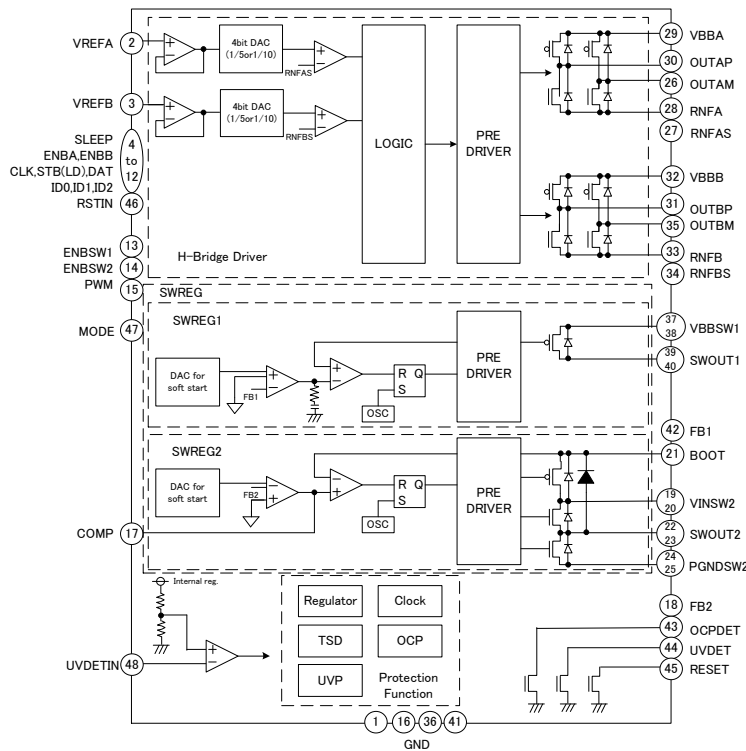 VREFA
2
4bit DAC
(1/5or1/10)
RNFAS
VREFB
3
4bit DAC
(1/5or1/10)
RNFBS
SLEEP
ENBA,ENBB
CLK,STB(LD),DAT
ID0,ID1,ID2
4
to
12
RSTIN
46
ENBSW1
13
ENBSW2
14
PWM
15
MODE
47
LOGIC
PRE
DRIVER
H-Bridge Driver
29
VBBA
30
OUTAP
26
OUTAM
28
RNFA
27
RNFAS
32
VBBB
31
OUTBP
35
OUTBM
33
RNFB
34
RNFBS
SWREG
SWREG1
DAC for
soft start
FB1
R Q
S
OSC
PRE
DRIVER
37
38
VBBSW1
39
40
SWOUT1
42
FB1
SWREG2
DAC for
soft start
FB2
R Q
S
OSC
PRE
DRIVER
21
BOOT
19
20
VINSW2
22
23
SWOUT2
24
25
PGNDSW2
COMP
17
18
FB2
Internal reg.
UVDETIN
48
Regulator
Clock
TSD
OCP
UVP
Protection
Function
43
OCPDET
44
UVDET
45
RESET
1
16
36
41
GND